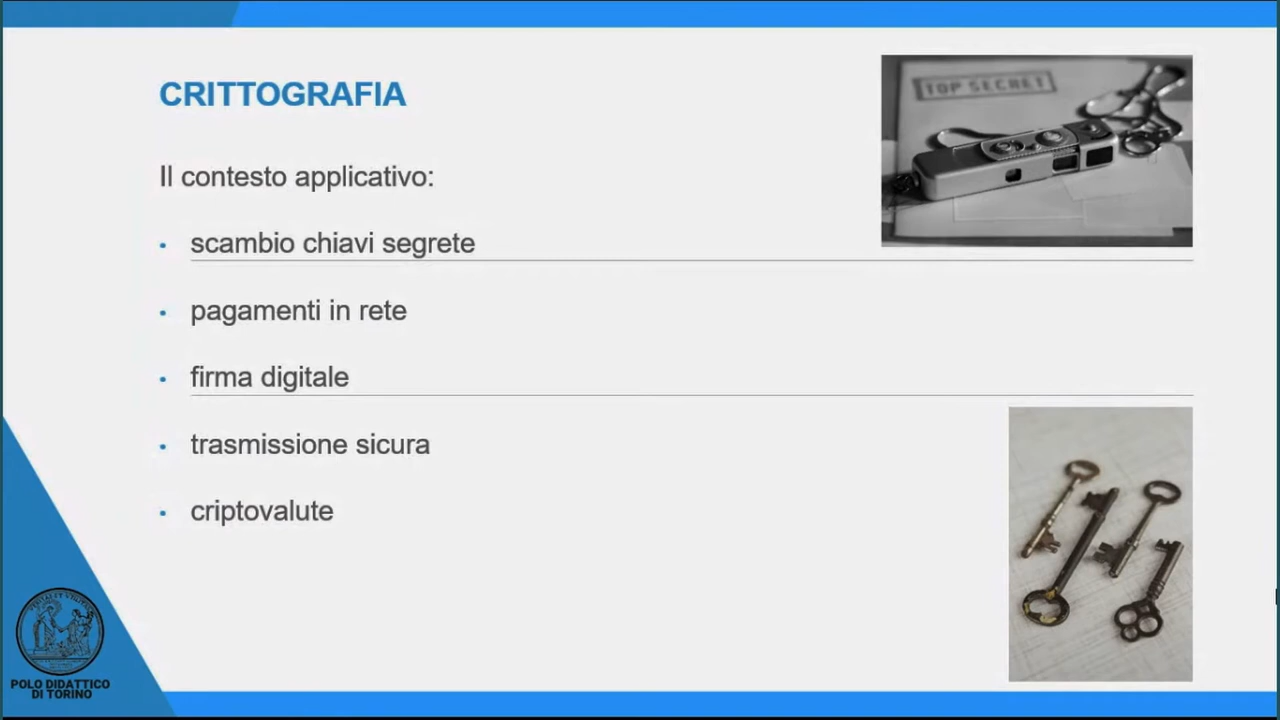 CRITTOGRAFIA
TOP SECRET
Il contesto applicativo:
• scambio chiavi segrete
• pagamenti in rete
• firma digitale
• trasmissione sicura
• criptovalute
POLO DIDATTICO
DI TORINO